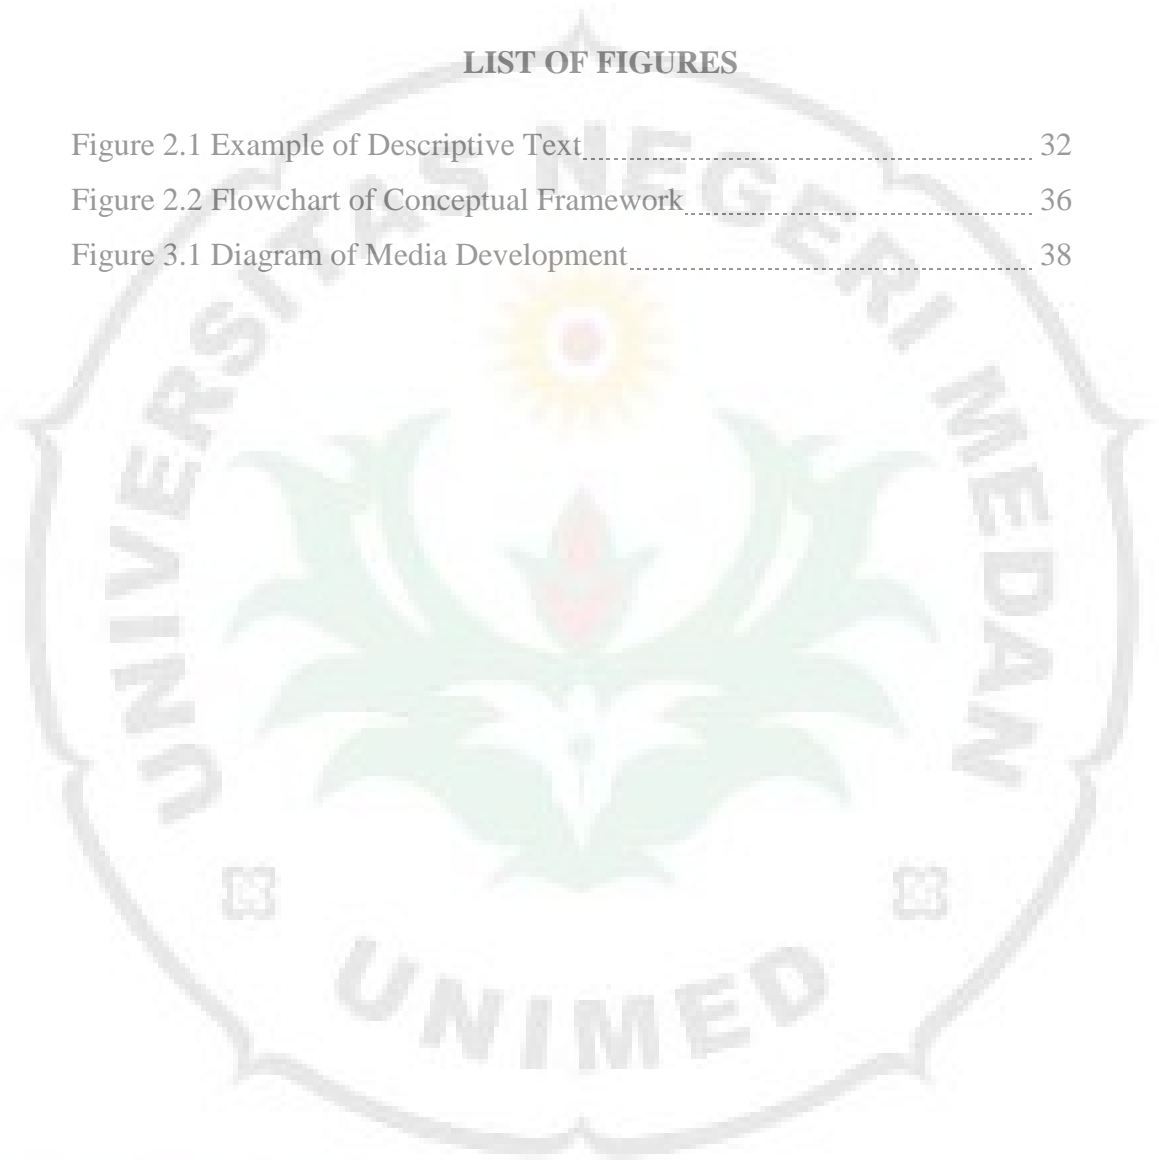 LIST OF FIGURES
Figure 2.1 Example of Descriptive Text 32
Figure 2.2 Flowchart of Conceptual Framework 36
Figure 3.1 Diagram of Media Development 38
UNIVERSITAS NEGERI MEDAN
UNIMED